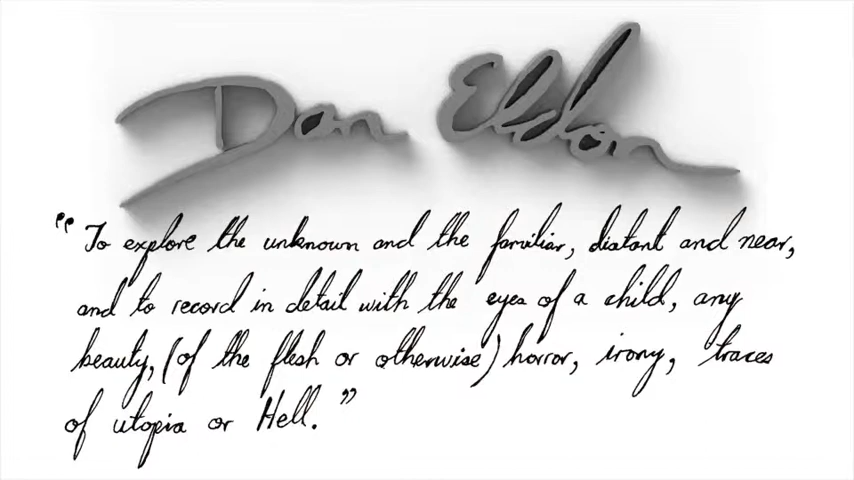 Dan Eldon
“ To explore the unknown and the familiar, distant and near,
and to record in detail with the eyes of a child, any
beauty, (of the flesh or otherwise) horror, irony, traces
of utopia or Hell. ”